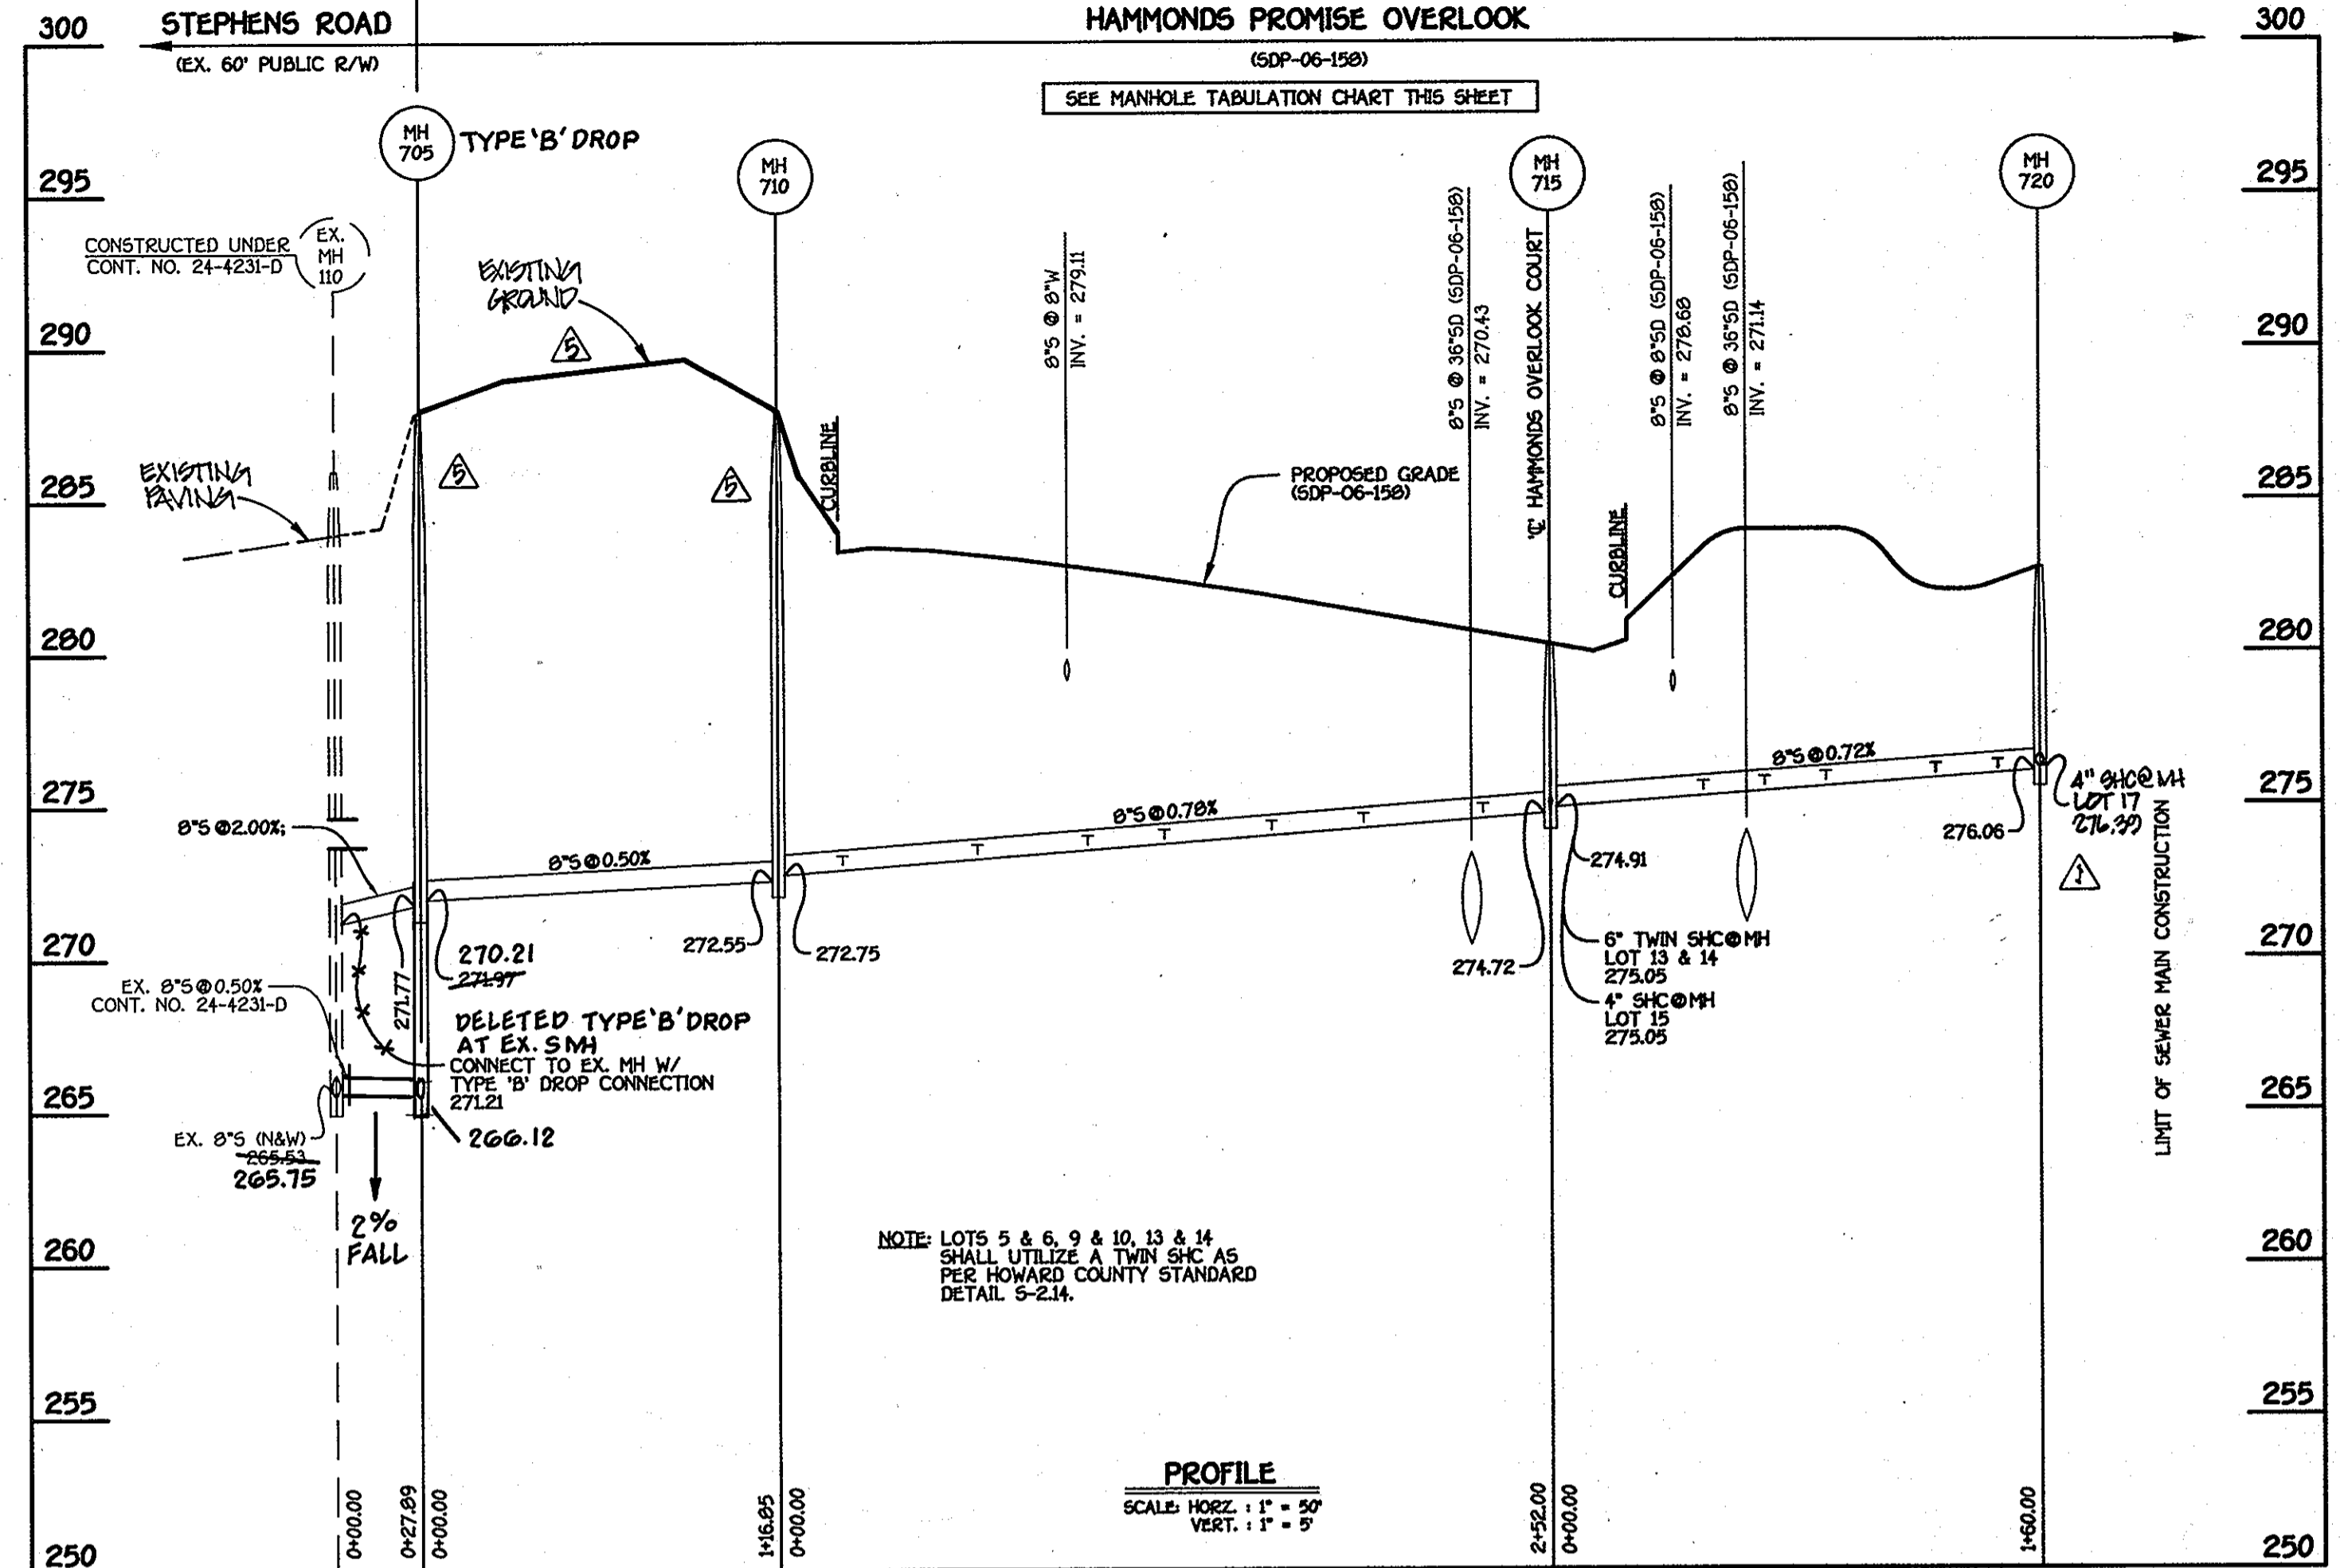 STEPHENS ROAD
(EX. 60' PUBLIC R/W)
HAMMONDS PROMISE OVERLOOK
(SDP-06-158)
SEE MANHOLE TABULATION CHART THIS SHEET
300
300
295
295
290
290
285
285
280
280
275
275
270
270
265
265
260
260
255
255
250
250
MH
705
TYPE 'B' DROP
MH
710
MH
715
MH
720
CONSTRUCTED UNDER
CONT. NO. 24-4231-D
EX.
MH
110
EXISTING
GROUND
5
5
5
EXISTING
PAVING
CURBLINE
8"S @ 8"W
INV. = 279.11
PROPOSED GRADE
(SDP-06-158)
8"S @ 36"SD (SDP-06-158)
INV. = 270.43
℄ HAMMONDS OVERLOOK COURT
CURBLINE
8"S @ 8"SD (SDP-06-158)
INV. = 278.68
8"S @ 36"SD (SDP-06-158)
INV. = 271.14
8"S @2.00%;
8"S @0.50%
8"S @0.78%
8"S @0.72%
T T T T T T T
T T T T T
271.77
270.21
271.97
272.55
272.75
274.72
274.91
6" TWIN SHC@MH
LOT 13 & 14
275.05
4" SHC@MH
LOT 15
275.05
276.06
4" SHC@MH
LOT 17
276.39
1
LIMIT OF SEWER MAIN CONSTRUCTION
EX. 8"S @0.50%
CONT. NO. 24-4231-D
DELETED TYPE 'B' DROP
AT EX. SMH
CONNECT TO EX. MH W/
TYPE 'B' DROP CONNECTION
271.21
266.12
EX. 8"S (N&W)
265.53
265.75
2%
FALL
NOTE: LOTS 5 & 6, 9 & 10, 13 & 14
SHALL UTILIZE A TWIN SHC AS
PER HOWARD COUNTY STANDARD
DETAIL S-2.14.
PROFILE
SCALE: HORZ. : 1" = 50'
VERT. : 1" = 5'
0+00.00
0+27.89
0+00.00
1+16.85
0+00.00
2+52.00
0+00.00
1+60.00